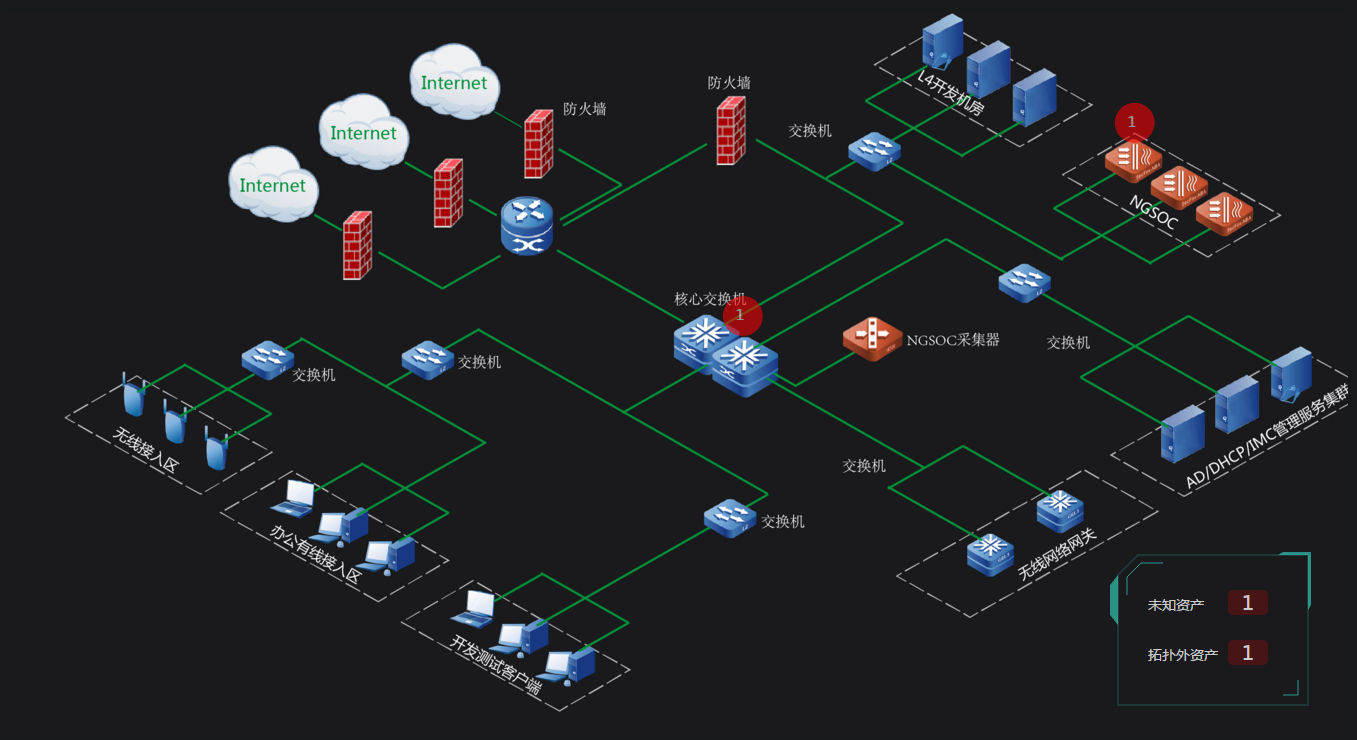 Internet
Internet
Internet
防火墙
防火墙
交换机
L4开发机房
1
NGSOC
核心交换机
1
NGSOC采集器
交换机
AD/DHCP/IMC管理服务集群
交换机
交换机
无线接入区
办公有线接入区
交换机
无线网络网关
交换机
开发测试客户端
未知资产 1
拓扑外资产 1